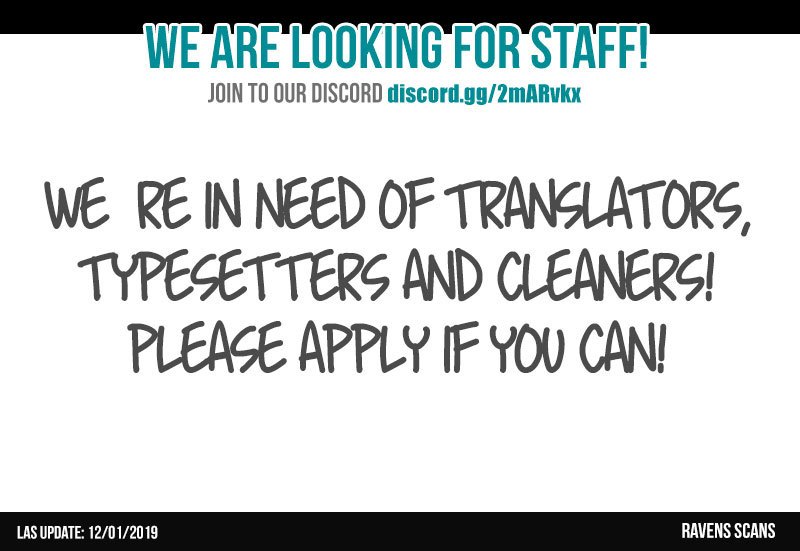 WE ARE LOOKING FOR STAFF!
JOIN TO OUR DISCORD discord.gg/2mARvkx
WE RE IN NEED OF TRANSLATORS,
TYPESETTERS AND CLEANERS!
PLEASE APPLY IF YOU CAN!
LAS UPDATE: 12/01/2019
RAVENS SCANS